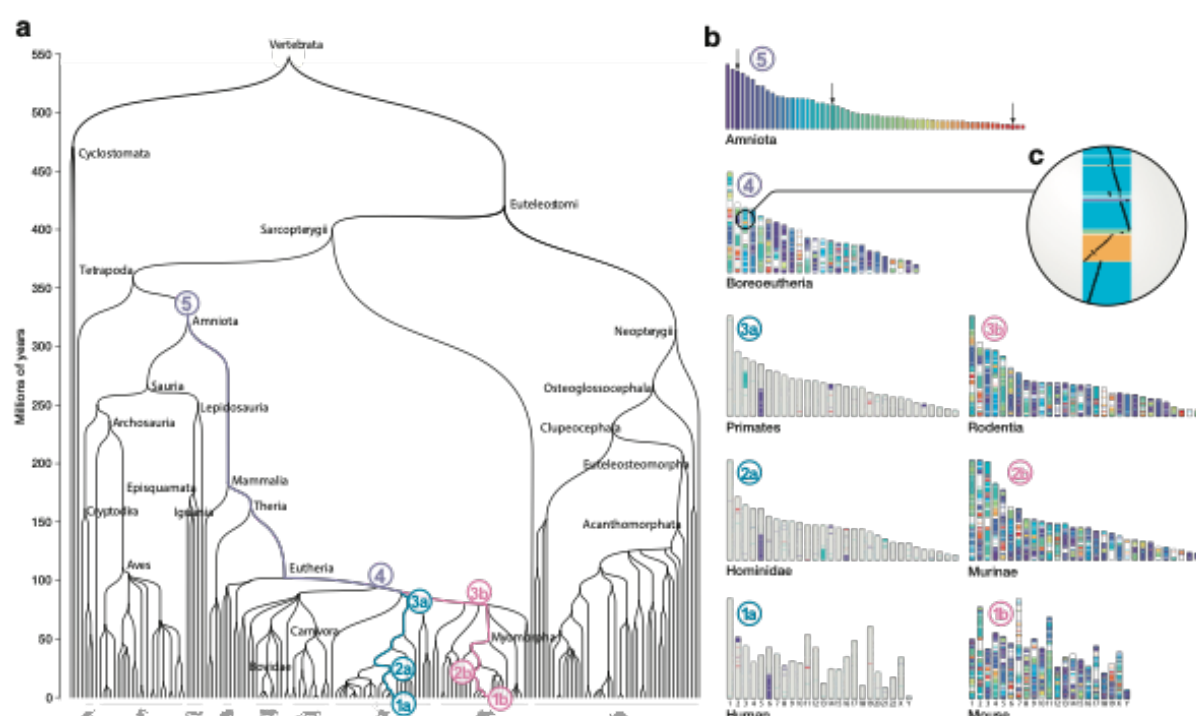 a
Vertebrata
550
500
Cyclostomata
450
Euteleostomi
400
Sarcopterygii
Tetrapoda
350
5
Amniota
Neopterygii
300
Millions of years
Sauria
Osteoglossocephala
250
Lepidosauria
Archosauria
Clupeocephala
200
Euteleosteomorpha
Episquamata
Mammalia
Cryptodira
Iguania
Theria
150
Acanthomorphata
Aves
Eutheria
100
4
3a
3b
Carnivora
Myomorpha
50
Bovidae
2a
2b
0
1a
1b
b
5
Amniota
c
4
Boreoeutheria
3a
Primates
3b
Rodentia
2a
Hominidae
2b
Murinae
1a
Human
1b
Mouse